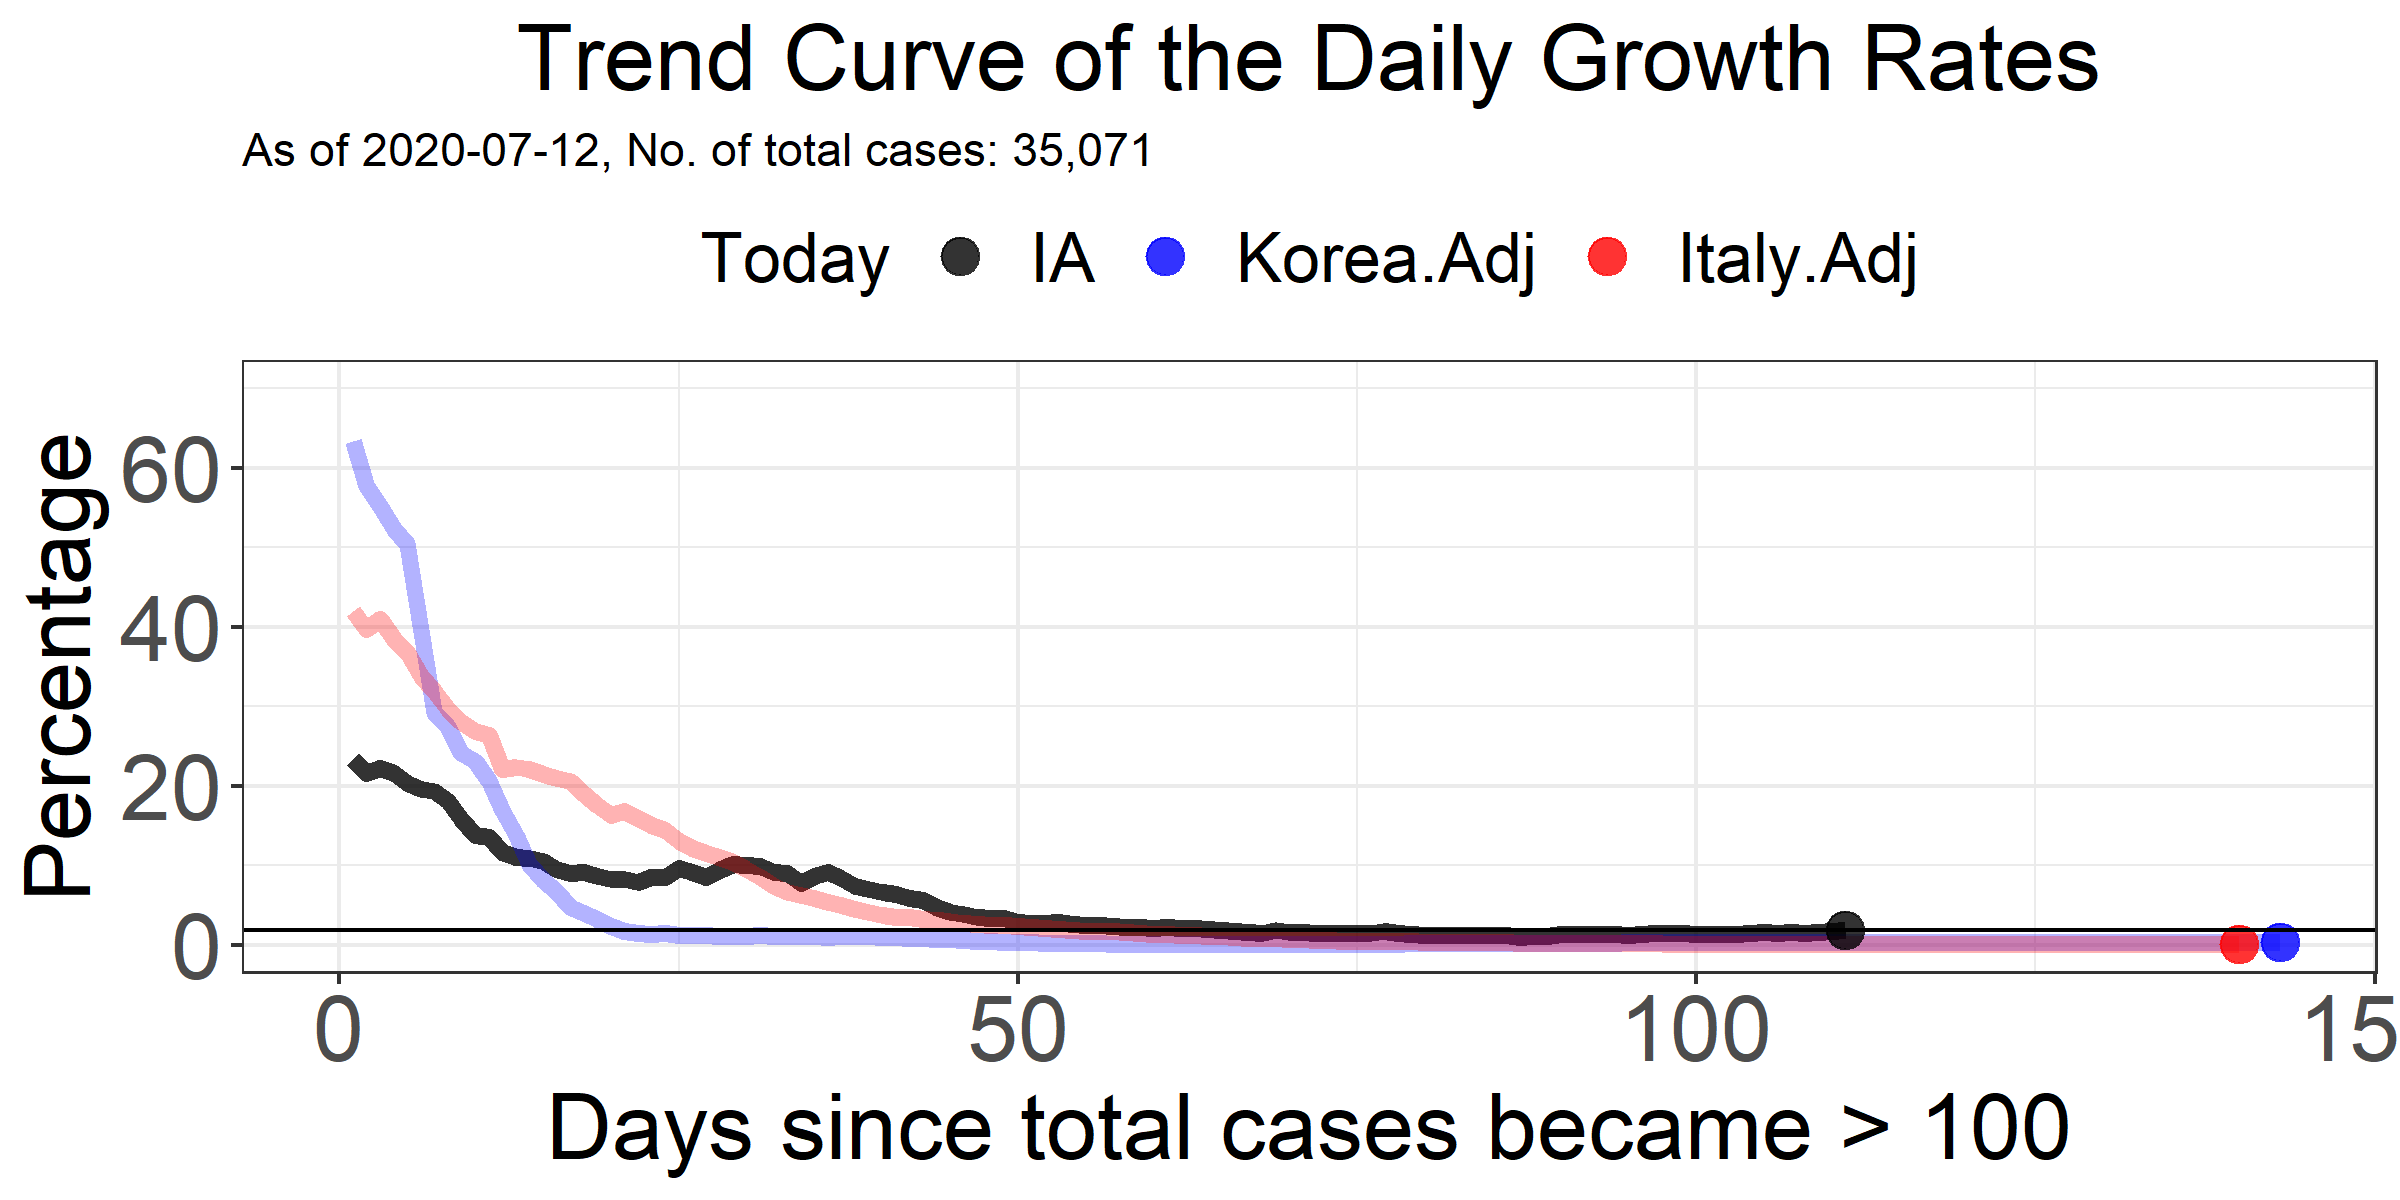 Trend Curve of the Daily Growth Rates
As of 2020-07-12, No. of total cases: 35,071
Today IA Korea.Adj Italy.Adj
Percentage
60
40
20
0
0 50 100 15
Days since total cases became > 100